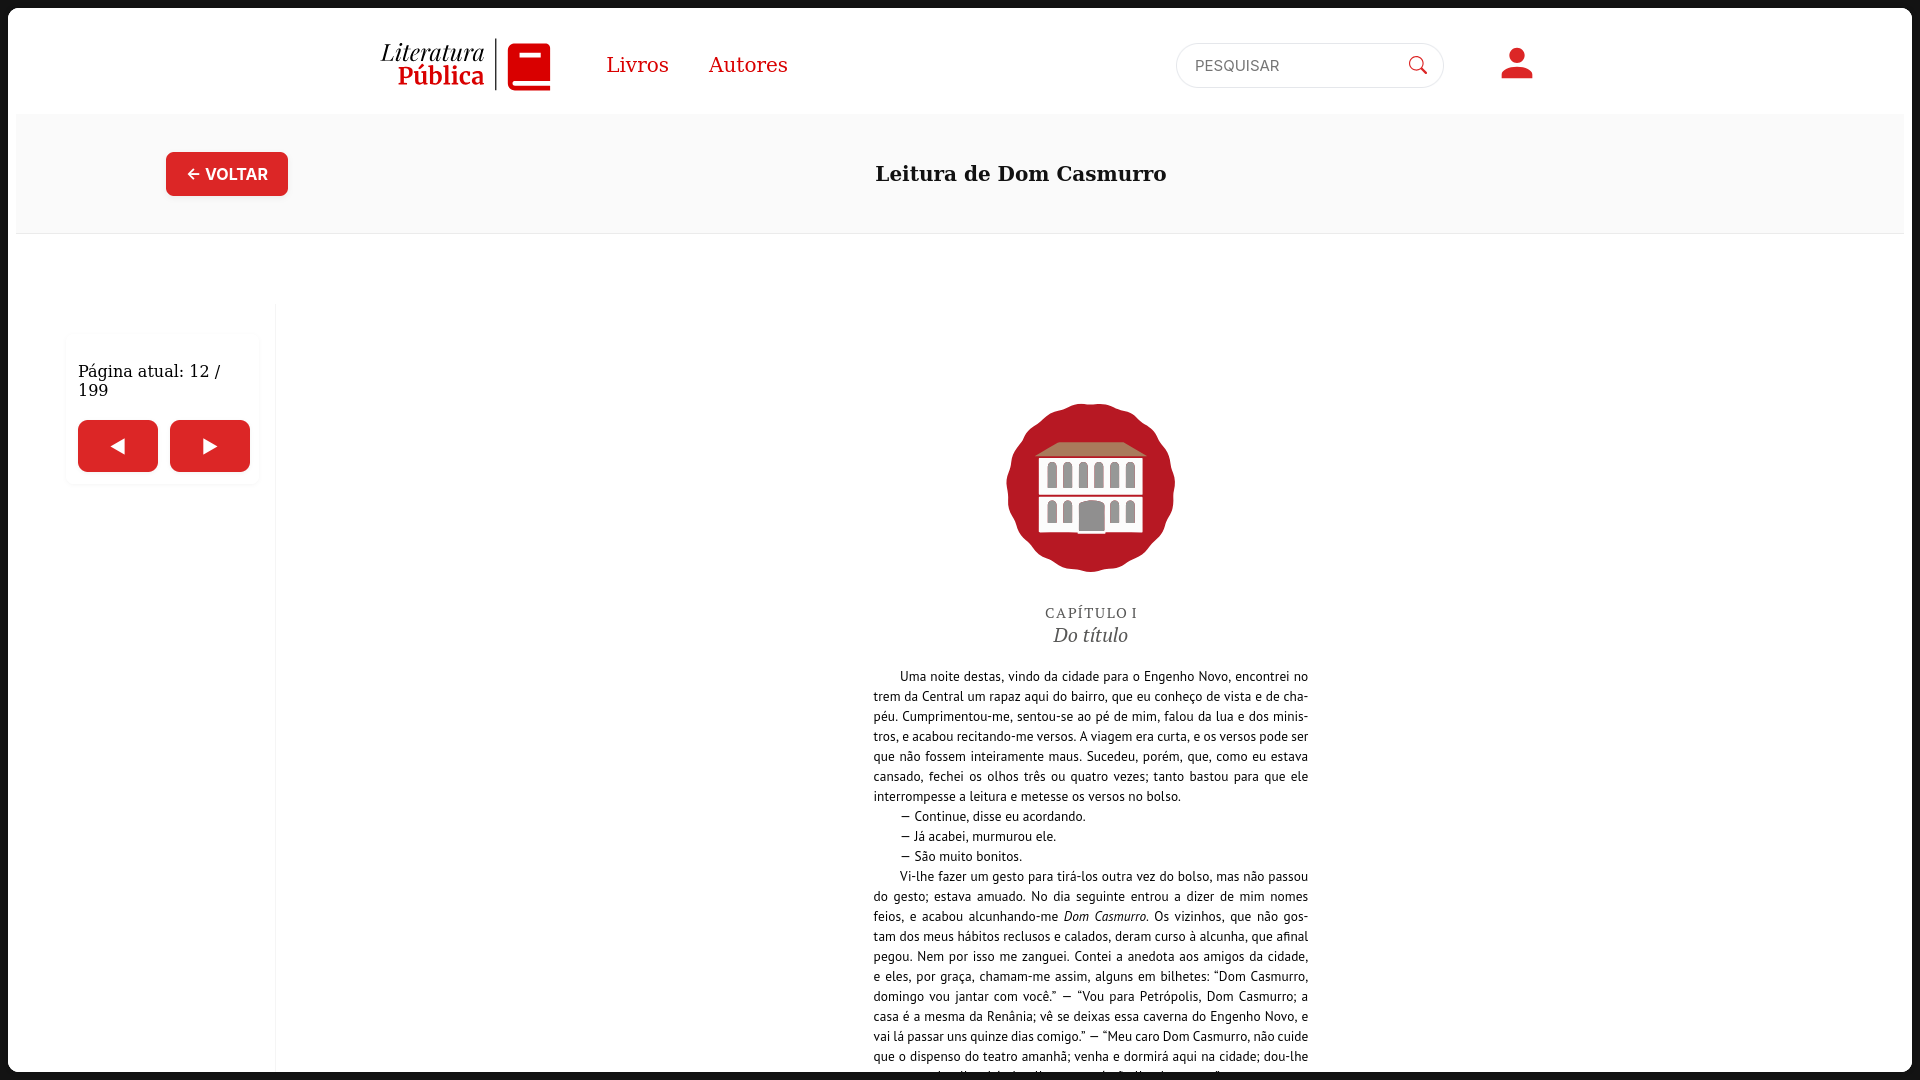 Literatura
Pública
Livros
Autores
PESQUISAR
← VOLTAR
Leitura de Dom Casmurro
Página atual: 12 /
199
CAPÍTULO I
Do título
Uma noite destas, vindo da cidade para o Engenho Novo, encontrei no
trem da Central um rapaz aqui do bairro, que eu conheço de vista e de cha-
péu. Cumprimentou-me, sentou-se ao pé de mim, falou da lua e dos minis-
tros, e acabou recitando-me versos. A viagem era curta, e os versos pode ser
que não fossem inteiramente maus. Sucedeu, porém, que, como eu estava
cansado, fechei os olhos três ou quatro vezes; tanto bastou para que ele
interrompesse a leitura e metesse os versos no bolso.
— Continue, disse eu acordando.
— Já acabei, murmurou ele.
— São muito bonitos.
Vi-lhe fazer um gesto para tirá-los outra vez do bolso, mas não passou
do gesto; estava amuado. No dia seguinte entrou a dizer de mim nomes
feios, e acabou alcunhando-me Dom Casmurro. Os vizinhos, que não gos-
tam dos meus hábitos reclusos e calados, deram curso à alcunha, que afinal
pegou. Nem por isso me zanguei. Contei a anedota aos amigos da cidade,
e eles, por graça, chamam-me assim, alguns em bilhetes: “Dom Casmurro,
domingo vou jantar com você.” — “Vou para Petrópolis, Dom Casmurro; a
casa é a mesma da Renânia; vê se deixas essa caverna do Engenho Novo, e
vai lá passar uns quinze dias comigo.” — “Meu caro Dom Casmurro, não cuide
que o dispenso do teatro amanhã; venha e dormirá aqui na cidade; dou-lhe